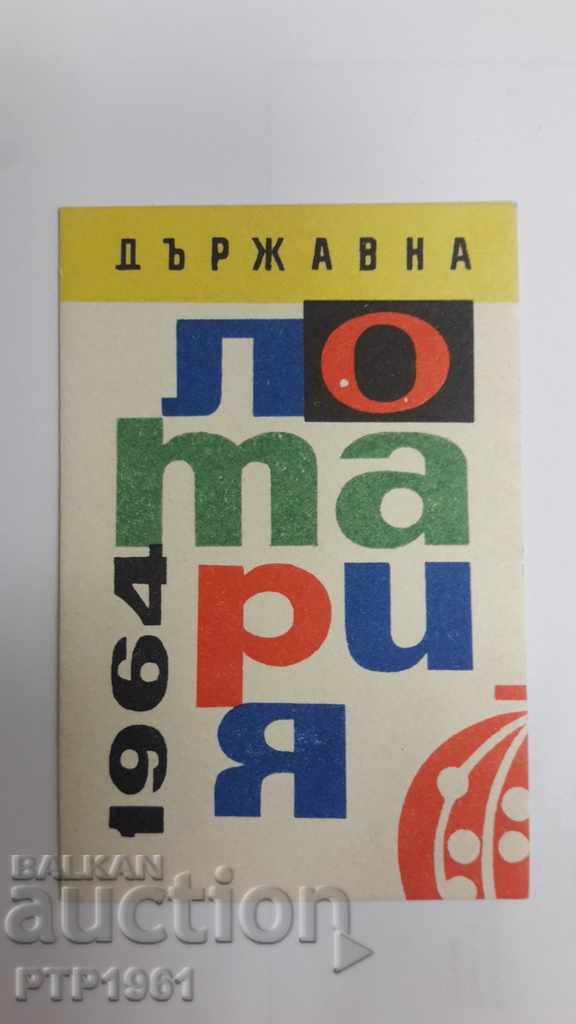 ДЪРЖАВНА
ло
та
ри
я
1964
BALKAN
auction
PTP1961